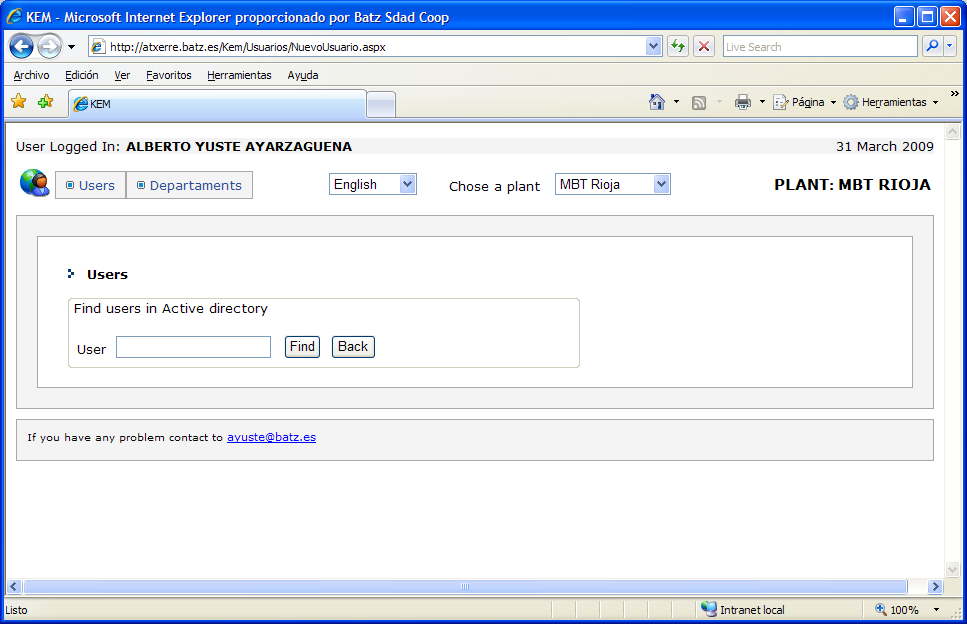 KEM - Microsoft Internet Explorer proporcionado por Batz Sdad Coop
http://atxerre.batz.es/Kem/Usuarios/NuevoUsuario.aspx
Live Search
Archivo Edición Ver Favoritos Herramientas Ayuda
KEM
Página Herramientas »
User Logged In: ALBERTO YUSTE AYARZAGUENA 31 March 2009
Users Departaments English Chose a plant MBT Rioja PLANT: MBT RIOJA
Users
Find users in Active directory
User Find Back
If you have any problem contact to ayuste@batz.es
Listo Intranet local 100%